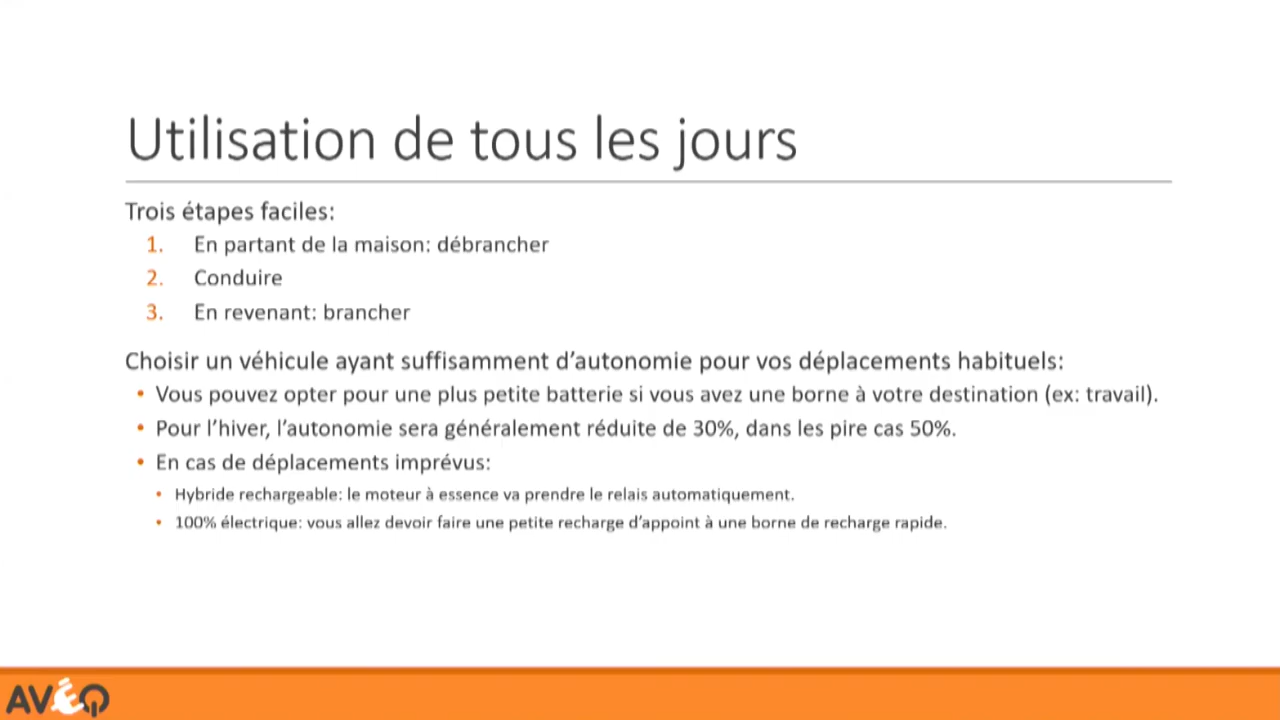 Utilisation de tous les jours
Trois étapes faciles:
1. En partant de la maison: débrancher
2. Conduire
3. En revenant: brancher
Choisir un véhicule ayant suffisamment d’autonomie pour vos déplacements habituels:
• Vous pouvez opter pour une plus petite batterie si vous avez une borne à votre destination (ex: travail).
• Pour l’hiver, l’autonomie sera généralement réduite de 30%, dans les pire cas 50%.
• En cas de déplacements imprévus:
• Hybride rechargeable: le moteur à essence va prendre le relais automatiquement.
• 100% électrique: vous allez devoir faire une petite recharge d’appoint à une borne de recharge rapide.
AVÉQ